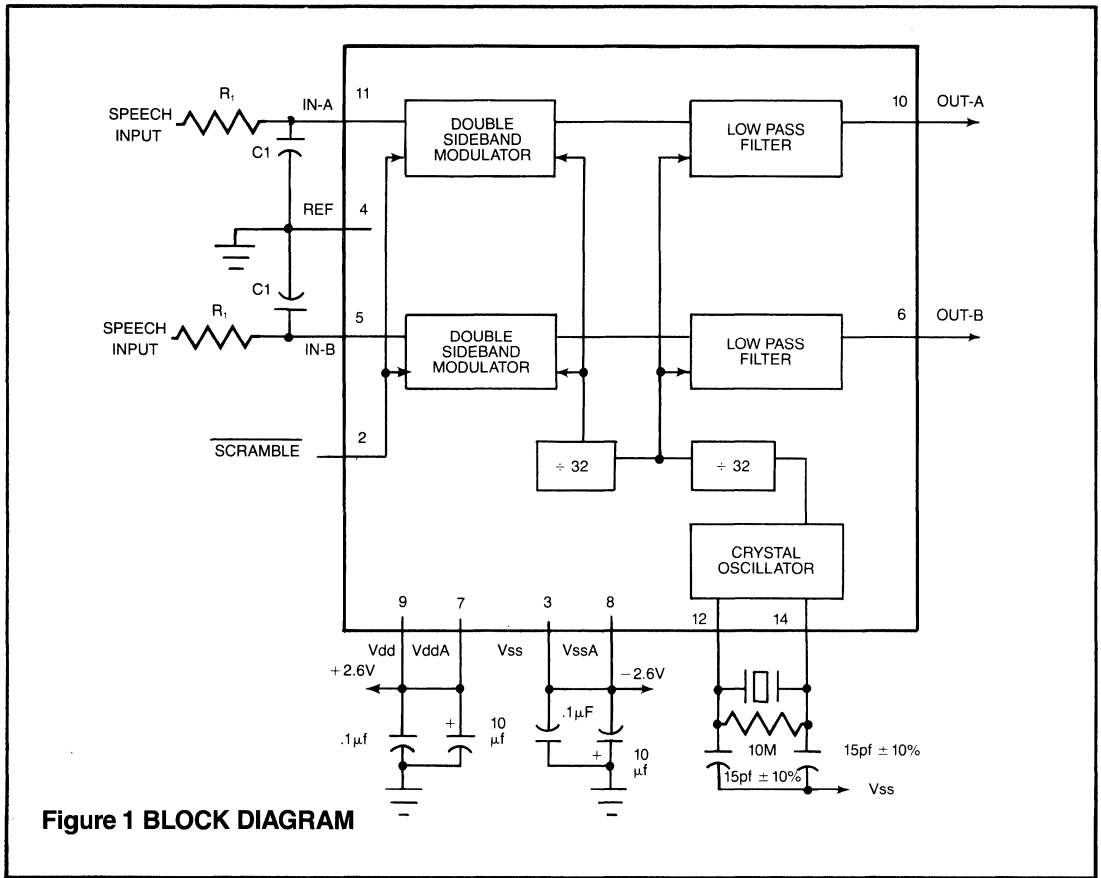 SPEECH
INPUT
R₁
C1
IN-A
11
DOUBLE
SIDEBAND
MODULATOR
LOW PASS
FILTER
10
OUT-A
REF
4
C1
SPEECH
INPUT
R₁
IN-B
5
DOUBLE
SIDEBAND
MODULATOR
LOW PASS
FILTER
6
OUT-B
SCRAMBLE
2
÷ 32
÷ 32
CRYSTAL
OSCILLATOR
9
7
3
8
12
14
Vdd
VddA
Vss
VssA
+2.6V
−2.6V
.1µf
+
10
µf
.1µF
+
10
µf
10M
15pf ±10%
15pf ±10%
Vss
Figure 1 BLOCK DIAGRAM